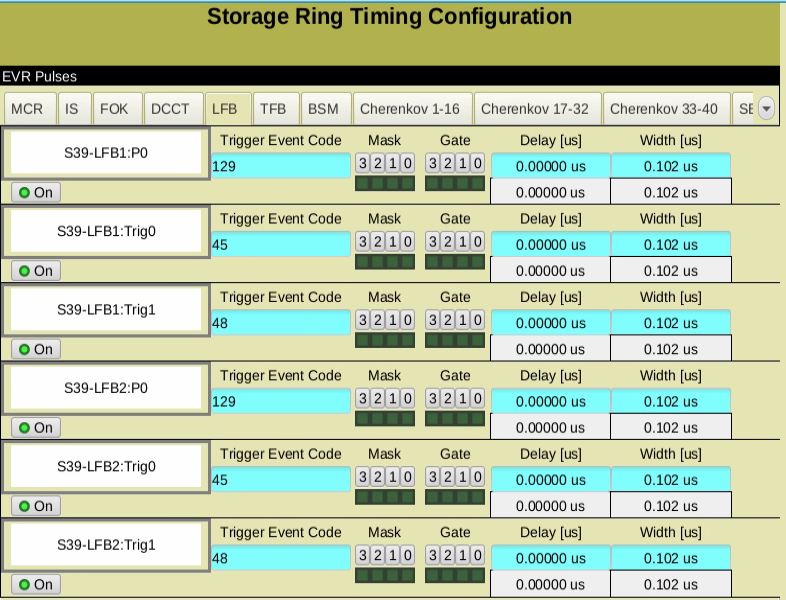 Storage Ring Timing Configuration
EVR Pulses
MCR IS FOK DCCT LFB TFB BSM Cherenkov 1-16 Cherenkov 17-32 Cherenkov 33-40
S39-LFB1:P0 Trigger Event Code Mask Gate Delay [us] Width [us]
129 3 2 1 0 3 2 1 0 0.00000 us 0.102 us
On 0.00000 us 0.102 us
S39-LFB1:Trig0 Trigger Event Code Mask Gate Delay [us] Width [us]
45 3 2 1 0 3 2 1 0 0.00000 us 0.102 us
On 0.00000 us 0.102 us
S39-LFB1:Trig1 Trigger Event Code Mask Gate Delay [us] Width [us]
48 3 2 1 0 3 2 1 0 0.00000 us 0.102 us
On 0.00000 us 0.102 us
S39-LFB2:P0 Trigger Event Code Mask Gate Delay [us] Width [us]
129 3 2 1 0 3 2 1 0 0.00000 us 0.102 us
On 0.00000 us 0.102 us
S39-LFB2:Trig0 Trigger Event Code Mask Gate Delay [us] Width [us]
45 3 2 1 0 3 2 1 0 0.00000 us 0.102 us
On 0.00000 us 0.102 us
S39-LFB2:Trig1 Trigger Event Code Mask Gate Delay [us] Width [us]
48 3 2 1 0 3 2 1 0 0.00000 us 0.102 us
On 0.00000 us 0.102 us